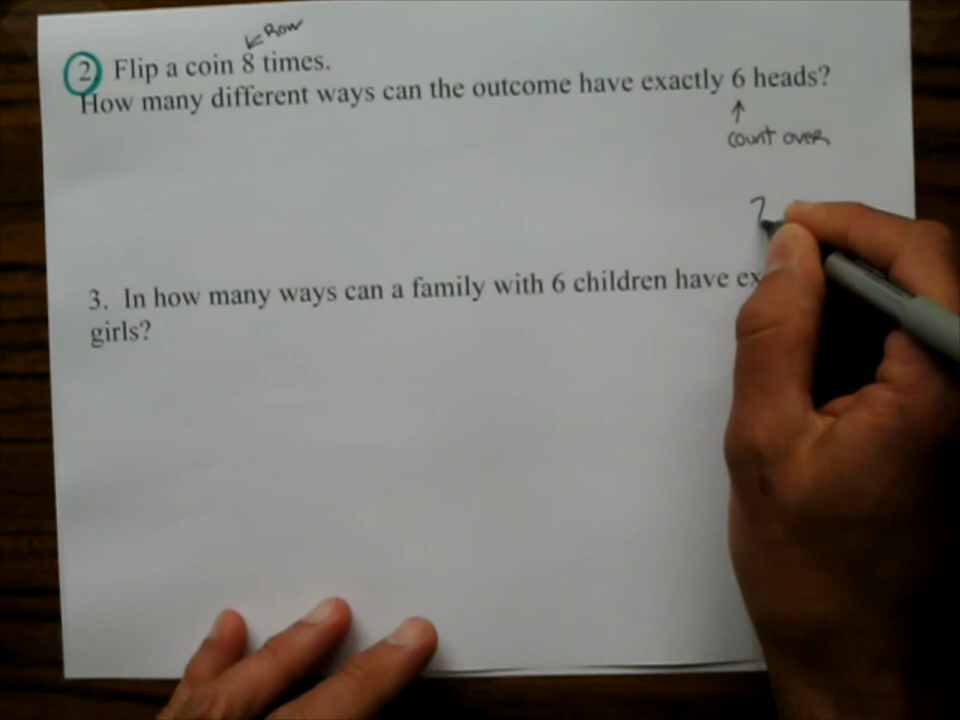 Row
2. Flip a coin 8 times.
How many different ways can the outcome have exactly 6 heads?
count over
3. In how many ways can a family with 6 children have
girls?